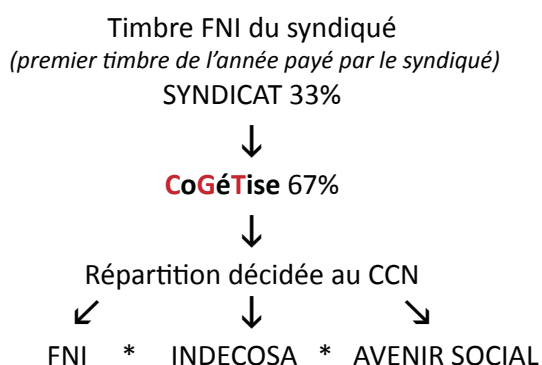 Timbre FNI du syndiqué
(premier timbre de l'année payé par le syndiqué)
SYNDICAT 33%
↓
CoGéTise 67%
↓
Répartition décidée au CCN
↙ ↓ ↘
FNI * INDECOSA * AVENIR SOCIAL